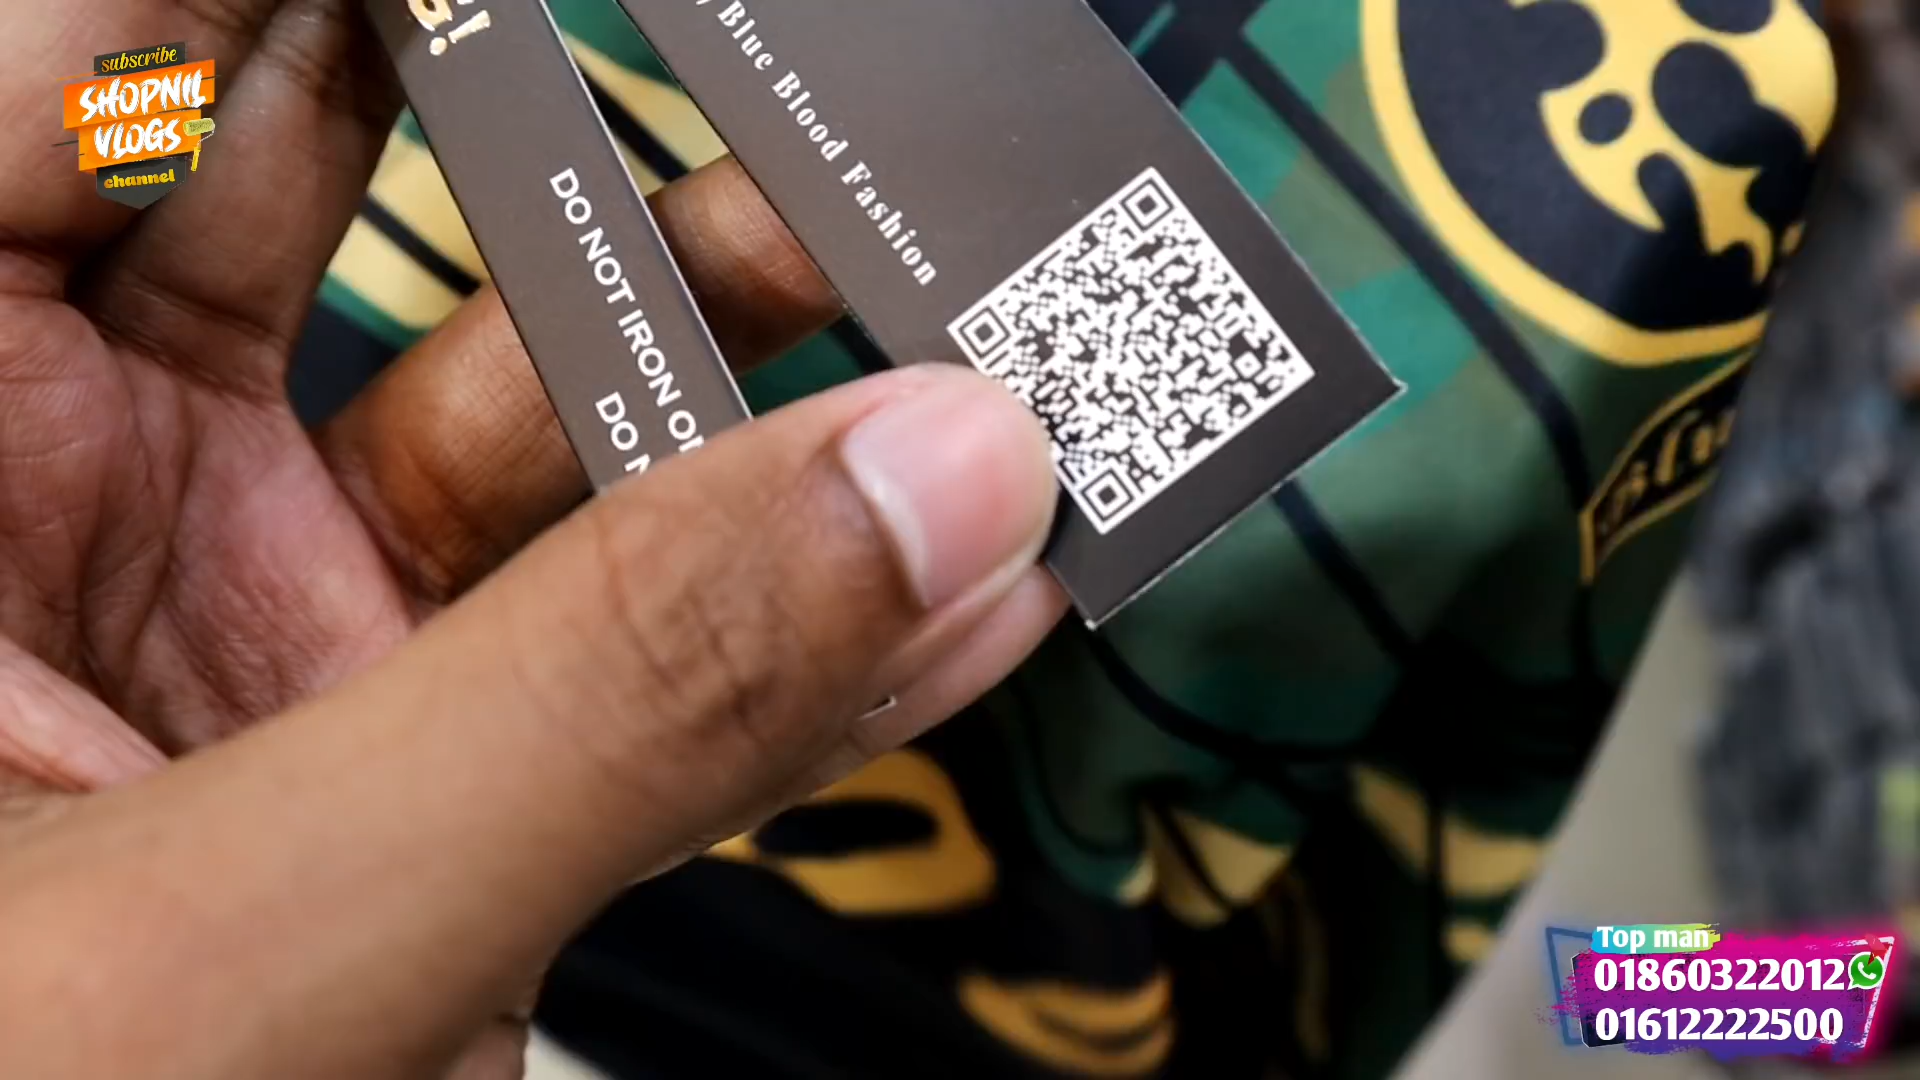 subscribe
SHOPNIL
VLOGS
channel
Blue Blood Fashion
DO NOT IRON
DO
Top man
01860322012
01612222500